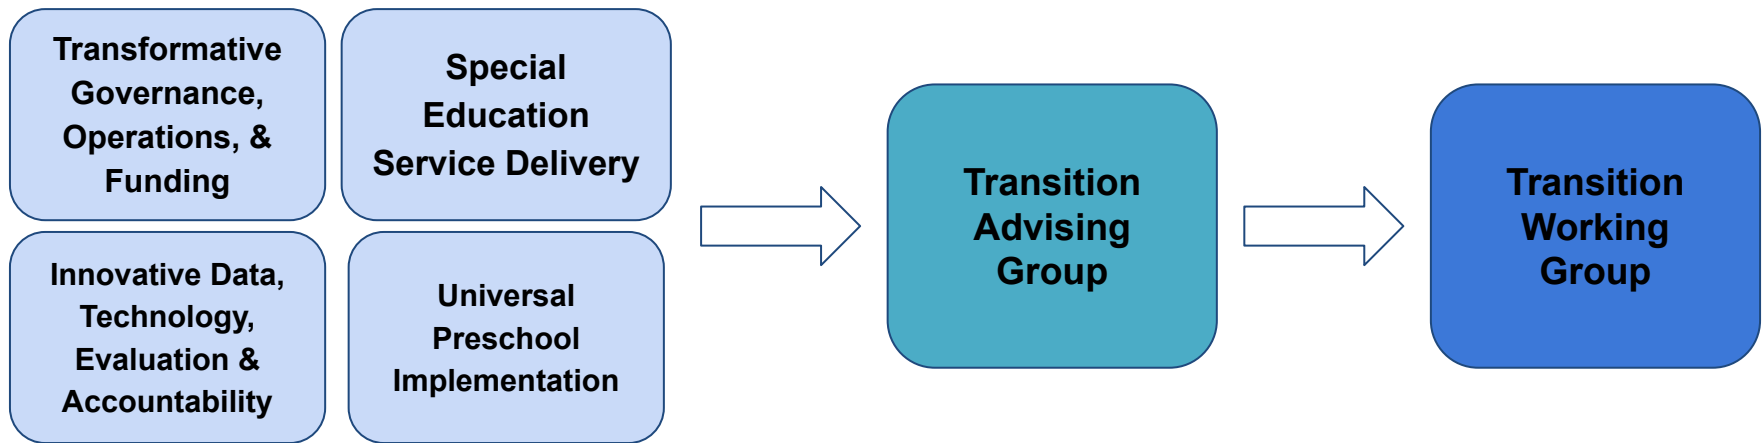 Transformative
Governance,
Operations, &
Funding
Special
Education
Service Delivery
Innovative Data,
Technology,
Evaluation &
Accountability
Universal
Preschool
Implementation
Transition
Advising
Group
Transition
Working
Group